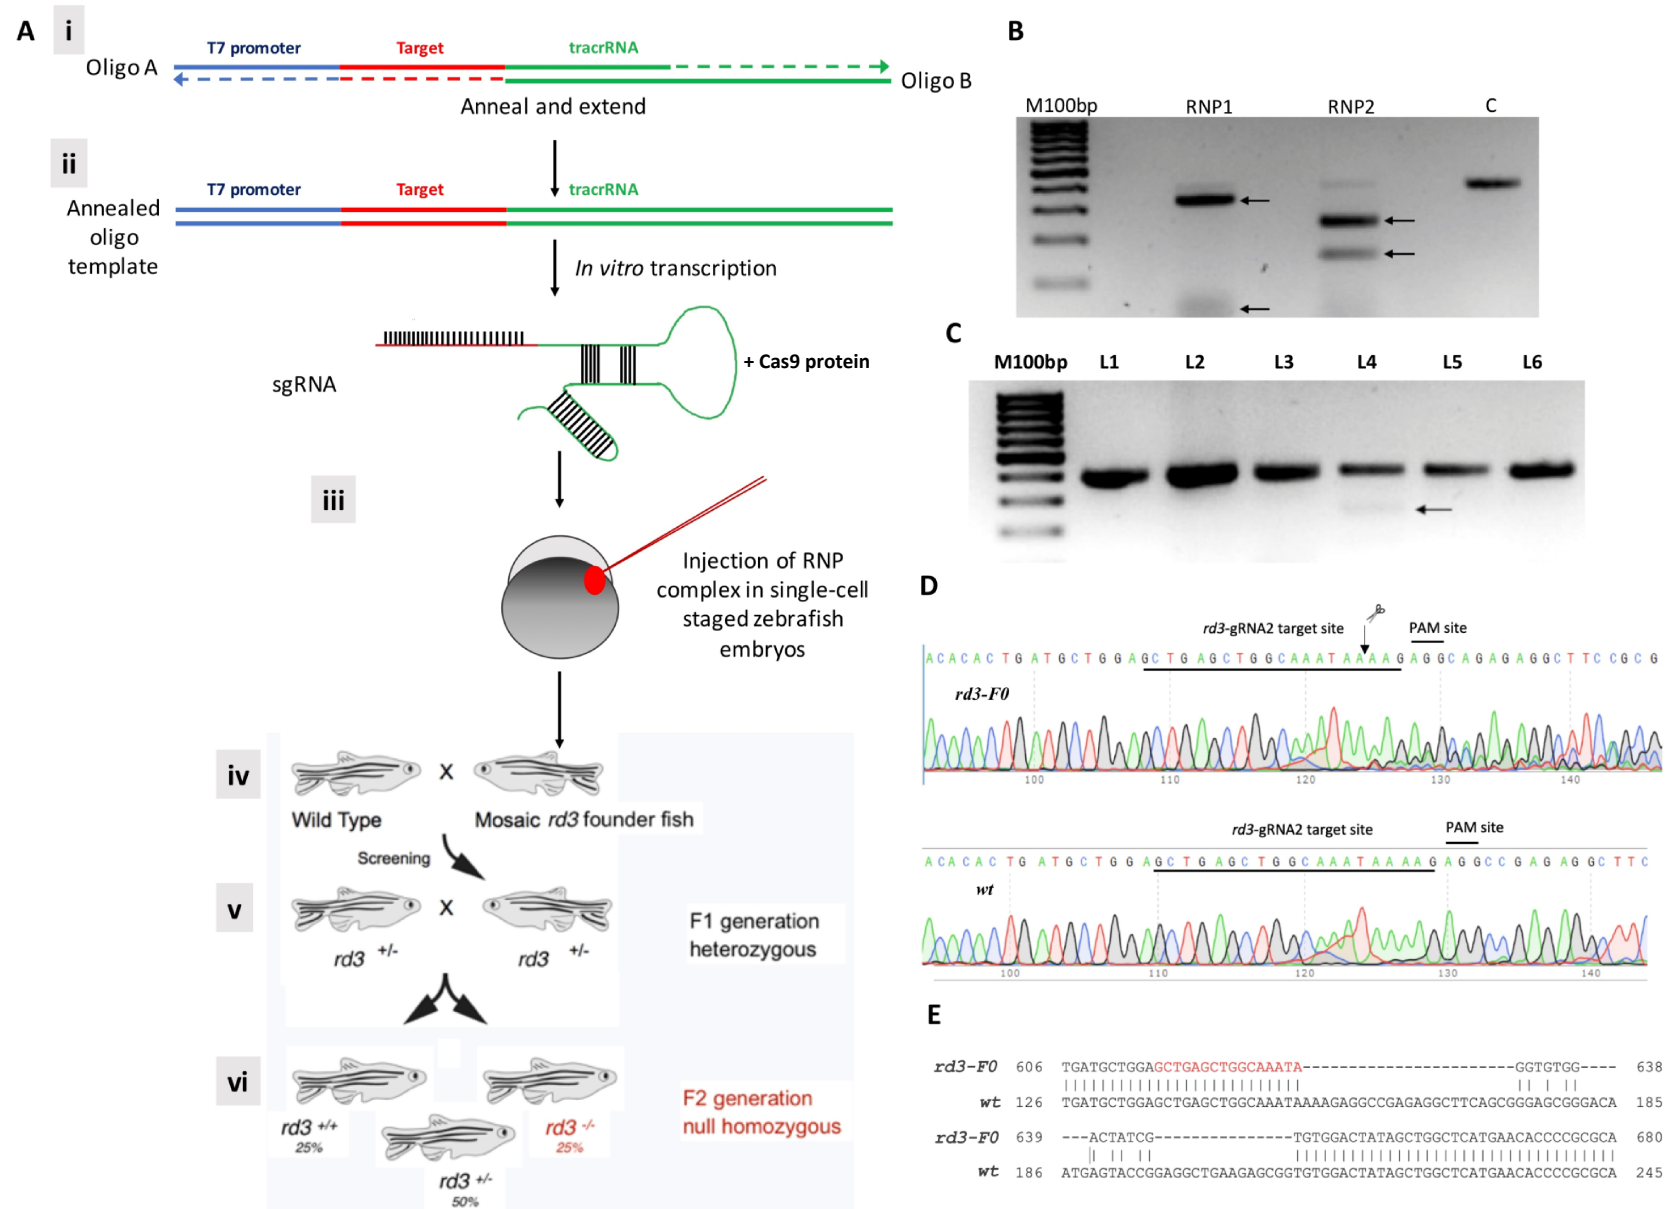 A
i
T7 promoter Target tracrRNA
Oligo A
Oligo B
Anneal and extend
ii
T7 promoter Target tracrRNA
Annealed
oligo
template
In vitro transcription
sgRNA
+ Cas9 protein
iii
Injection of RNP
complex in single-cell
staged zebrafish
embryos
iv
X
Wild Type Mosaic rd3 founder fish
Screening
v
X
rd3 +/- rd3 +/-
F1 generation
heterozygous
vi
rd3 +/+
25%
rd3 -/-
25%
rd3 +/-
50%
F2 generation
null homozygous
B
M100bp RNP1 RNP2 C
C
M100bp L1 L2 L3 L4 L5 L6
D
rd3-gRNA2 target site PAM site
ACACACTGATGCTGGAGCTGAGCTGGCAAATAAAAGAGGCAGAGAGGCTTCCGCG
rd3-F0
100 110 120 130 140
rd3-gRNA2 target site PAM site
ACACACTGATGCTGGAGCTGAGCTGGCAAATAAAAGAGGCCGAGAGGCTTC
wt
100 110 120 130 140
E
rd3-F0 606 TGATGCTGGAGCTGAGCTGGCAAATA-----------------------GGTGTGG---- 638
wt 126 TGATGCTGGAGCTGAGCTGGCAAATAAAAGAGGCCGAGAGGCTTCAGCGGGAGCGGGACA 185
rd3-F0 639 ---ACTATCG---------------TGTGGACTATAGCTGGCTCATGAACACCCCGCGCA 680
wt 186 ATGAGTACCGGAGGCTGAAGAGCGGTGTGGACTATAGCTGGCTCATGAACACCCCGCGCA 245